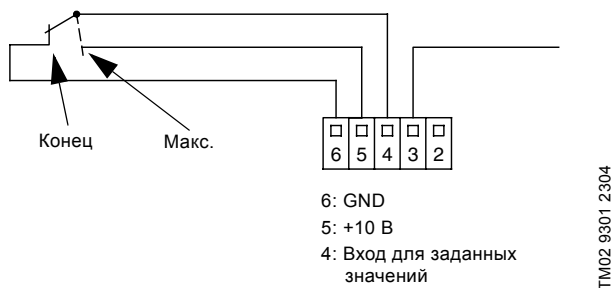 Конец
Макс.
6 5 4 3 2
6: GND
5: +10 В
4: Вход для заданных
значений
TM02 9301 2304